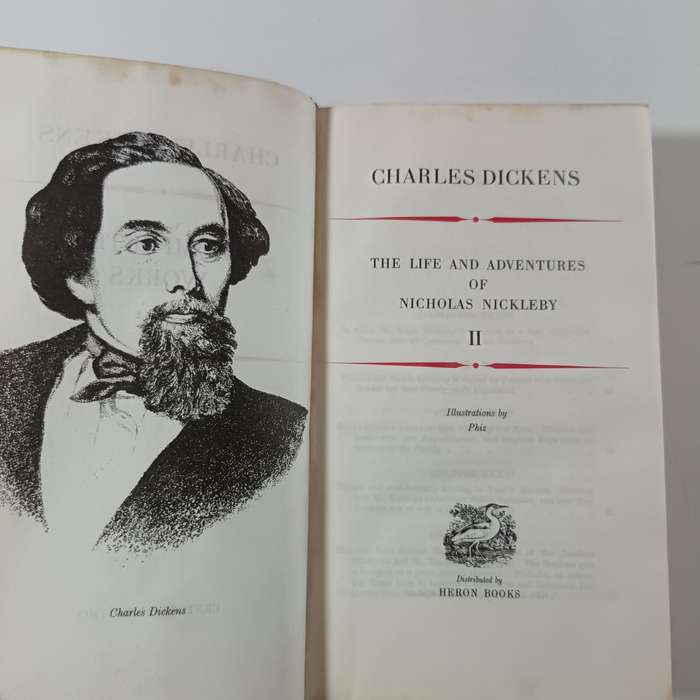 Charles Dickens
CHARLES DICKENS
THE LIFE AND ADVENTURES
OF
NICHOLAS NICKLEBY
II
Illustrations by
Phiz
Distributed by
HERON BOOKS